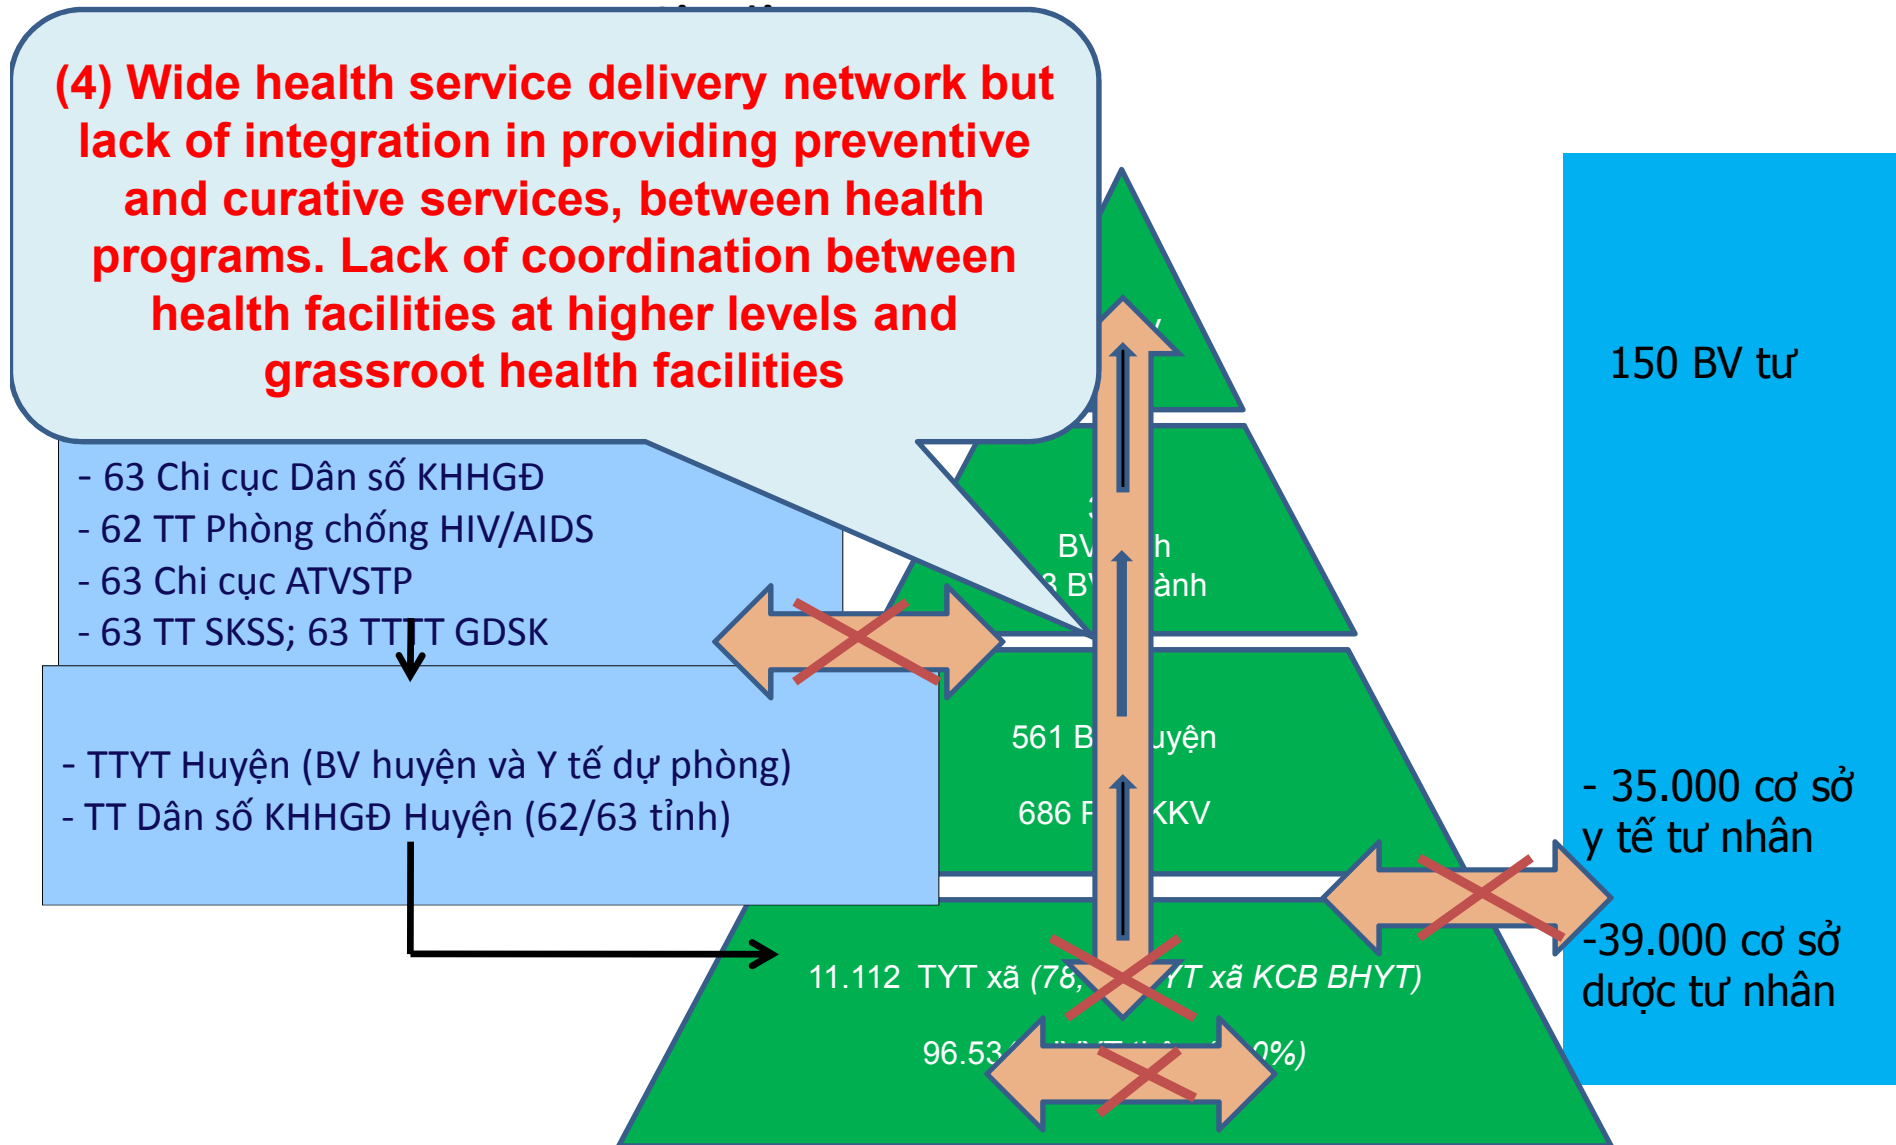 (4) Wide health service delivery network but
lack of integration in providing preventive
and curative services, between health
programs. Lack of coordination between
health facilities at higher levels and
grassroot health facilities
- 63 Chi cục Dân số KHHGĐ
- 62 TT Phòng chống HIV/AIDS
- 63 Chi cục ATVSTP
- 63 TT SKSS; 63 TTTT GDSK
- TTYT Huyện (BV huyện và Y tế dự phòng)
- TT Dân số KHHGĐ Huyện (62/63 tỉnh)
BV
BV
561
686
11.112 TYT xã (78, xã KCB BHYT)
96.53
150 BV tư
- 35.000 cơ sở
y tế tư nhân
-39.000 cơ sở
dược tư nhân